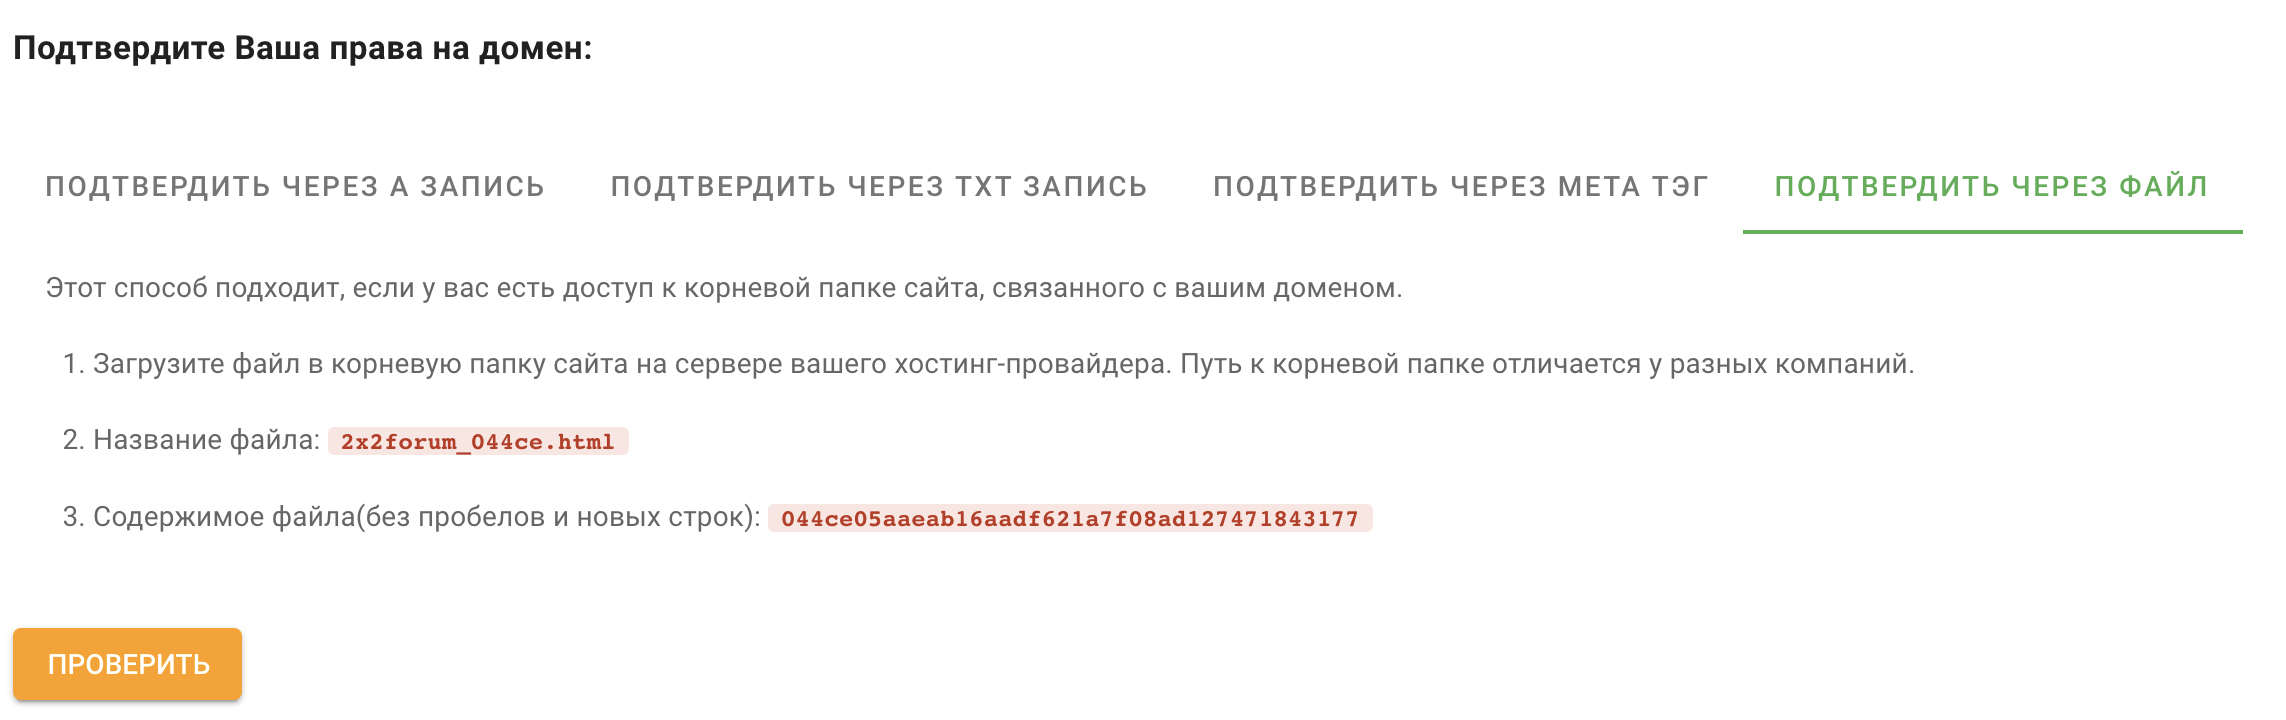 Подтвердите Ваша права на домен:
ПОДТВЕРДИТЬ ЧЕРЕЗ А ЗАПИСЬ ПОДТВЕРДИТЬ ЧЕРЕЗ TXT ЗАПИСЬ ПОДТВЕРДИТЬ ЧЕРЕЗ МЕТА ТЭГ ПОДТВЕРДИТЬ ЧЕРЕЗ ФАЙЛ
Этот способ подходит, если у вас есть доступ к корневой папке сайта, связанного с вашим доменом.
1. Загрузите файл в корневую папку сайта на сервере вашего хостинг-провайдера. Путь к корневой папке отличается у разных компаний.
2. Название файла: 2x2forum_044ce.html
3. Содержимое файла(без пробелов и новых строк): 044ce05aaeab16aadf621a7f08ad127471843177
ПРОВЕРИТЬ